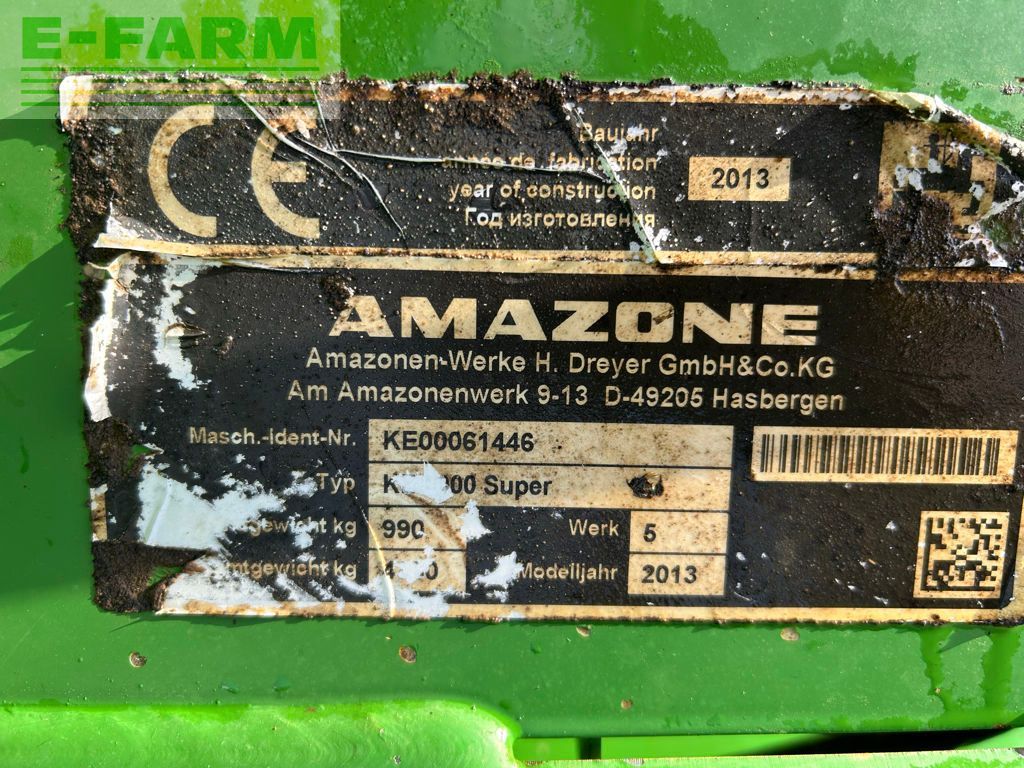 E-FARM
CE
Baujahr
année de fabrication
year of construction
Год изготовления
2013
AMAZONE
Amazonen-Werke H. Dreyer GmbH&Co.KG
Am Amazonenwerk 9-13 D-49205 Hasbergen
Masch.-Ident-Nr. KE00061446
Typ Super
kg 990 Werk 5
kg Modelljahr 2013